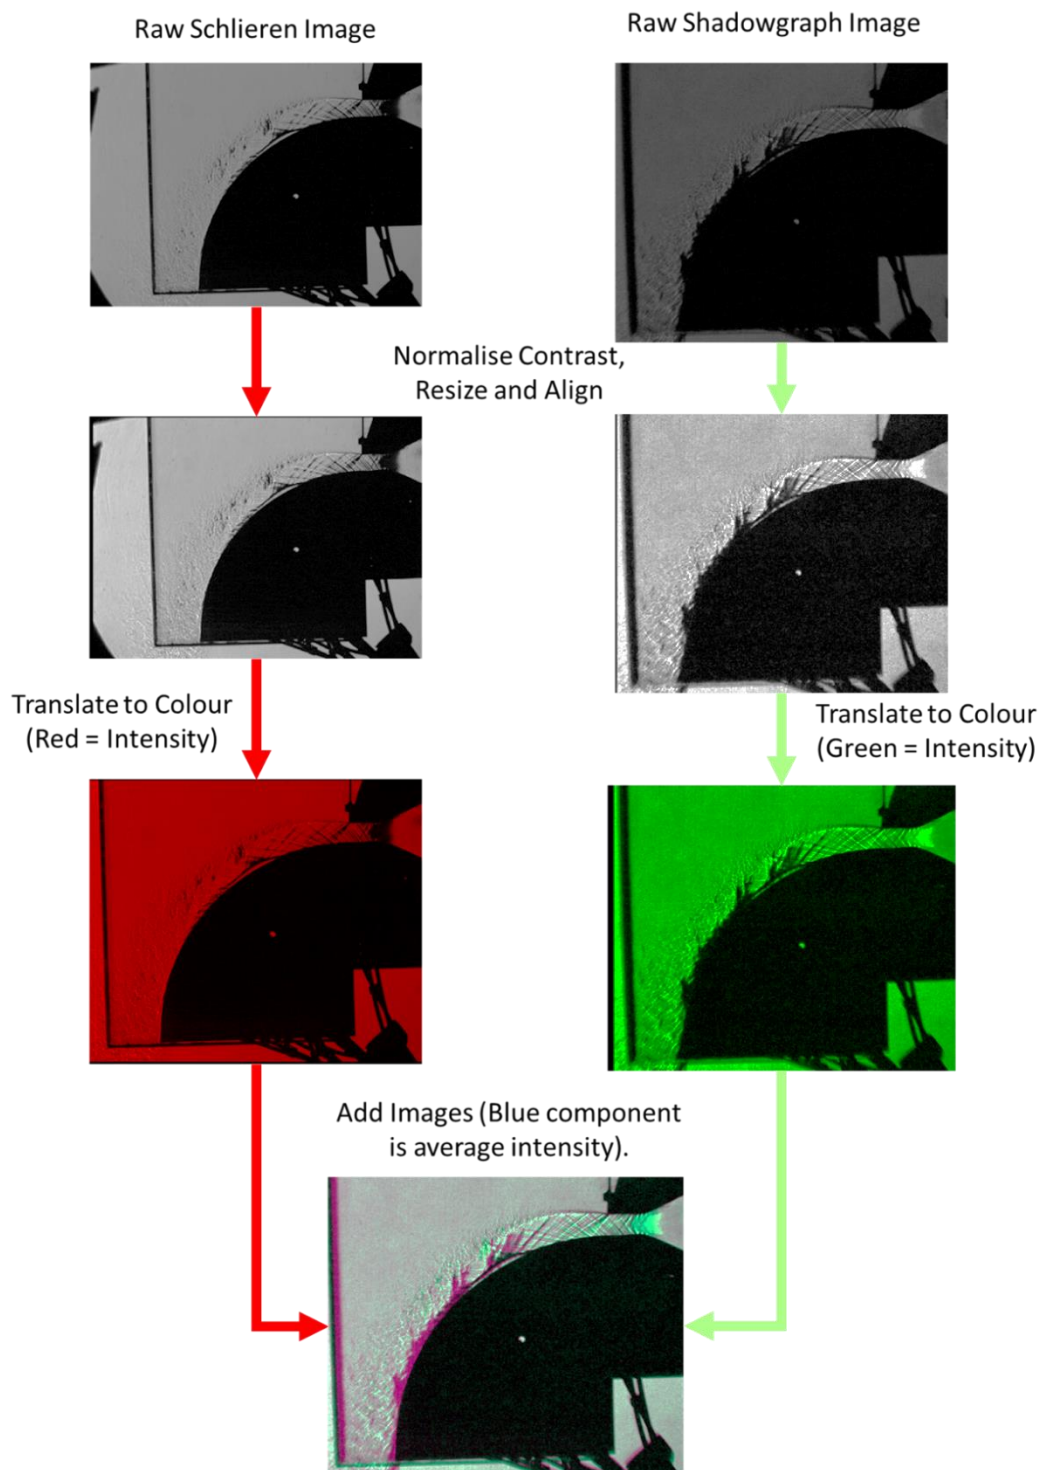 Raw Schlieren Image
Raw Shadowgraph Image
Normalise Contrast,
Resize and Align
Translate to Colour
(Red = Intensity)
Translate to Colour
(Green = Intensity)
Add Images (Blue component
is average intensity).